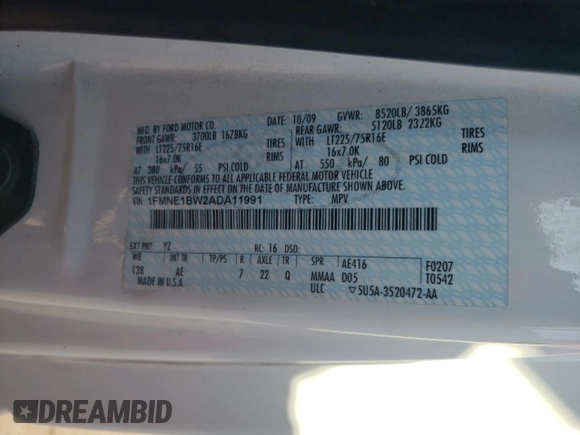 MFD. BY FORD MOTOR CO.
DATE: 10/09 GVWR: 8520LB/ 3865KG
FRONT GAWR: 3700LB 1678KG
REAR GAWR: 5120LB 2322KG
WITH LT225/75R16E TIRES
WITH LT225/75R16E TIRES
16x7.0K RIMS
16x7.0K RIMS
AT 380 kPa/ 55 PSI COLD
AT 550 kPa/ 80 PSI COLD
THIS VEHICLE CONFORMS TO ALL APPLICABLE FEDERAL MOTOR VEHICLE
SAFETY STANDARDS IN EFFECT ON THE DATE OF MANUFACTURE SHOWN ABOVE.
VIN: 1FMNE1BW2ADA11991 TYPE: MPV
EXT PNT: YZ RC: 16 DSO:
WB INT TR TP/PS R AXLE TR SPR AE416 F0207
138 AE 7 22 Q MMAA D05 T0542
MADE IN U.S.A. ULC ▽5U5A-3520472-AA
DREAMBID